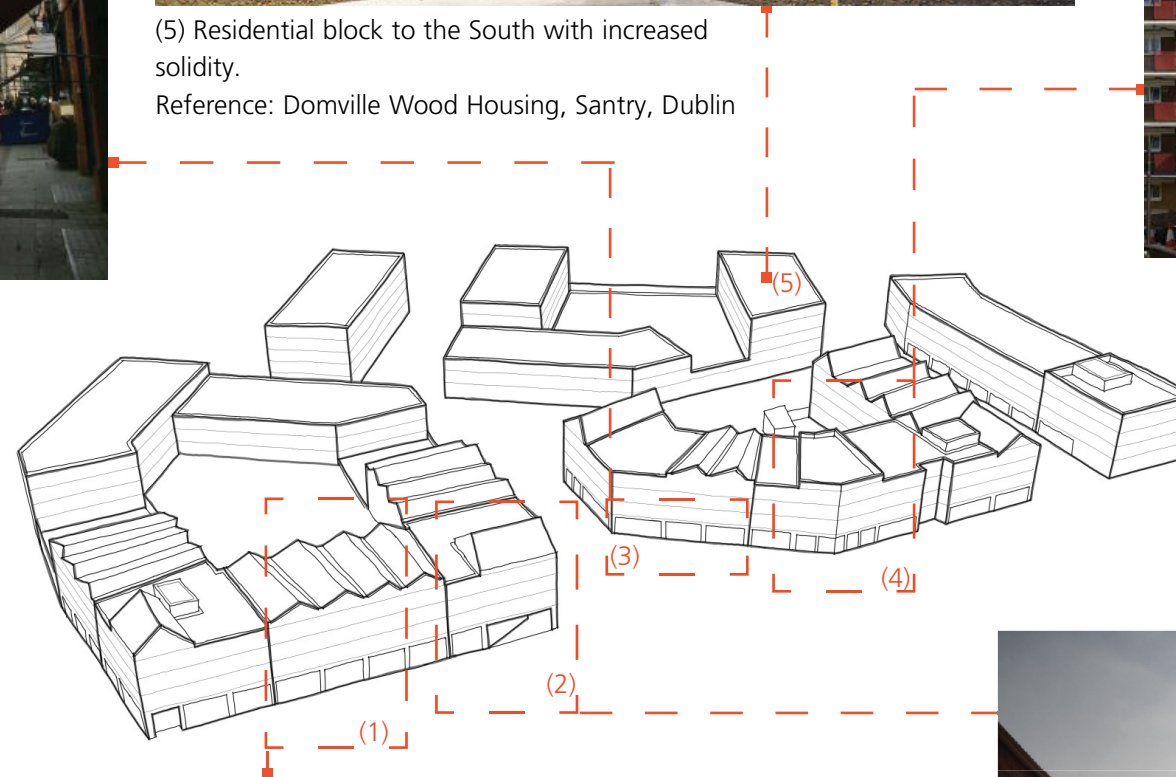 (5) Residential block to the South with increased
solidity.
Reference: Domville Wood Housing, Santry, Dublin
(5)
(3)
(4)
(2)
(1)